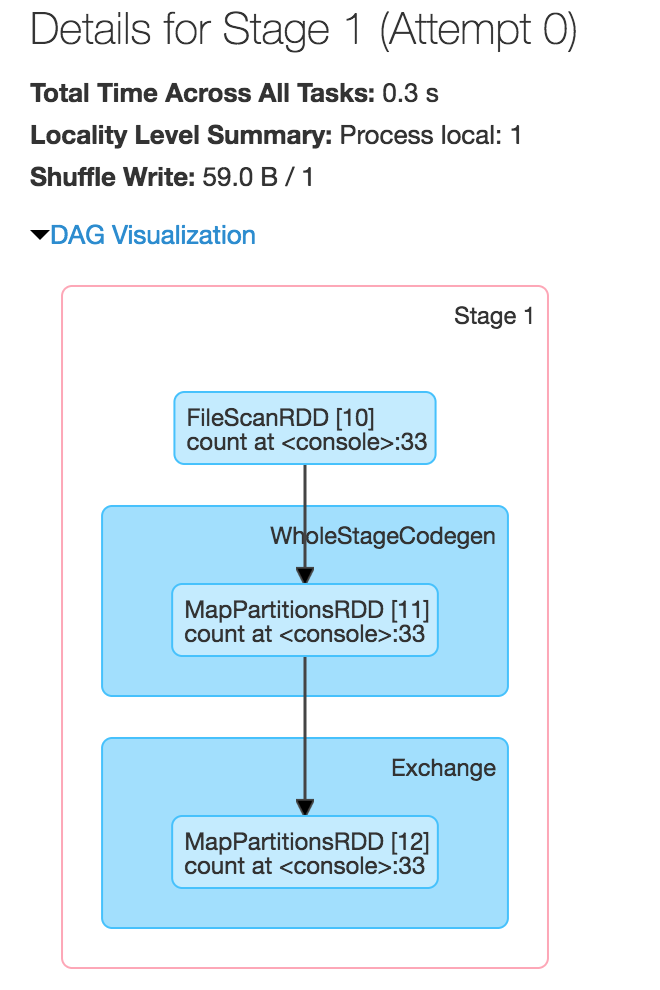 Details for Stage 1 (Attempt 0)
Total Time Across All Tasks: 0.3 s
Locality Level Summary: Process local: 1
Shuffle Write: 59.0 B / 1
DAG Visualization
Stage 1
FileScanRDD [10]
count at <console>:33
WholeStageCodegen
MapPartitionsRDD [11]
count at <console>:33
Exchange
MapPartitionsRDD [12]
count at <console>:33